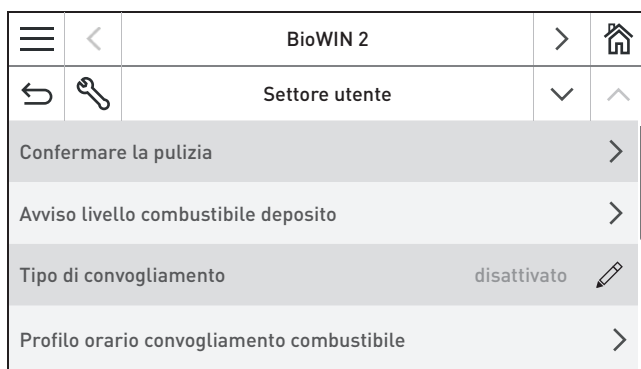 BioWIN 2
Settore utente
Confermare la pulizia
Avviso livello combustibile deposito
Tipo di convogliamento disattivato
Profilo orario convogliamento combustibile